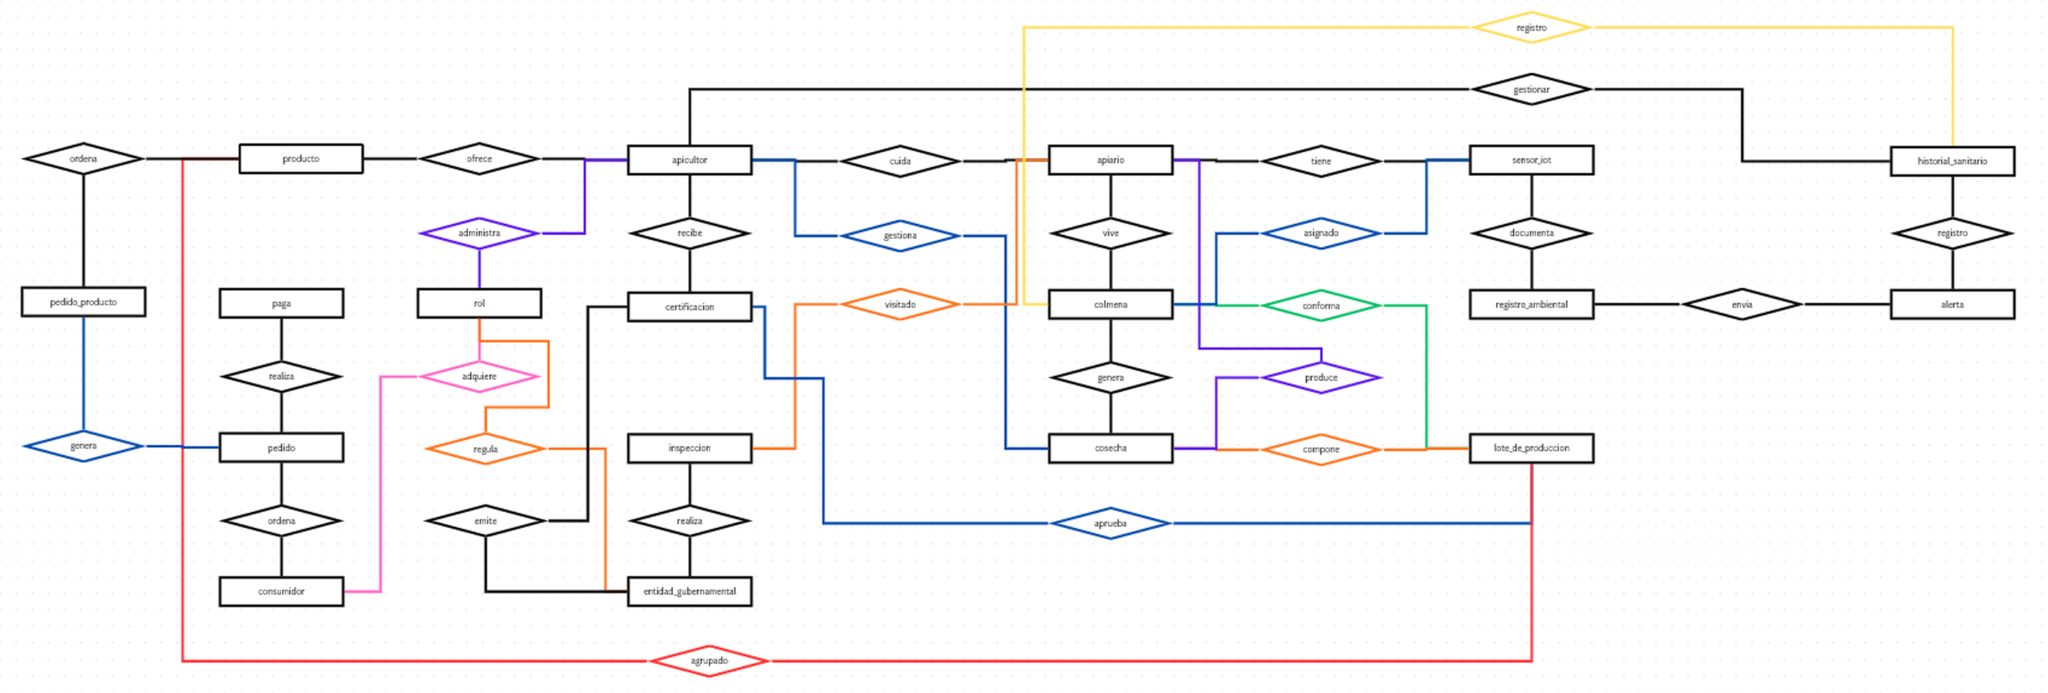 registro
gestionar
ordena
producto
ofrece
apicultor
cuida
apiario
tiene
sensor_iot
historial_sanitario
administra
recibe
gestiona
vive
asignado
documenta
registro
pedido_producto
paga
rol
certificacion
visitado
colmena
conforma
registro_ambiental
envia
alerta
realiza
adquiere
genera
produce
genera
pedido
regula
inspeccion
cosecha
compone
lote_de_produccion
ordena
emite
realiza
aprueba
consumidor
entidad_gubernamental
agrupado